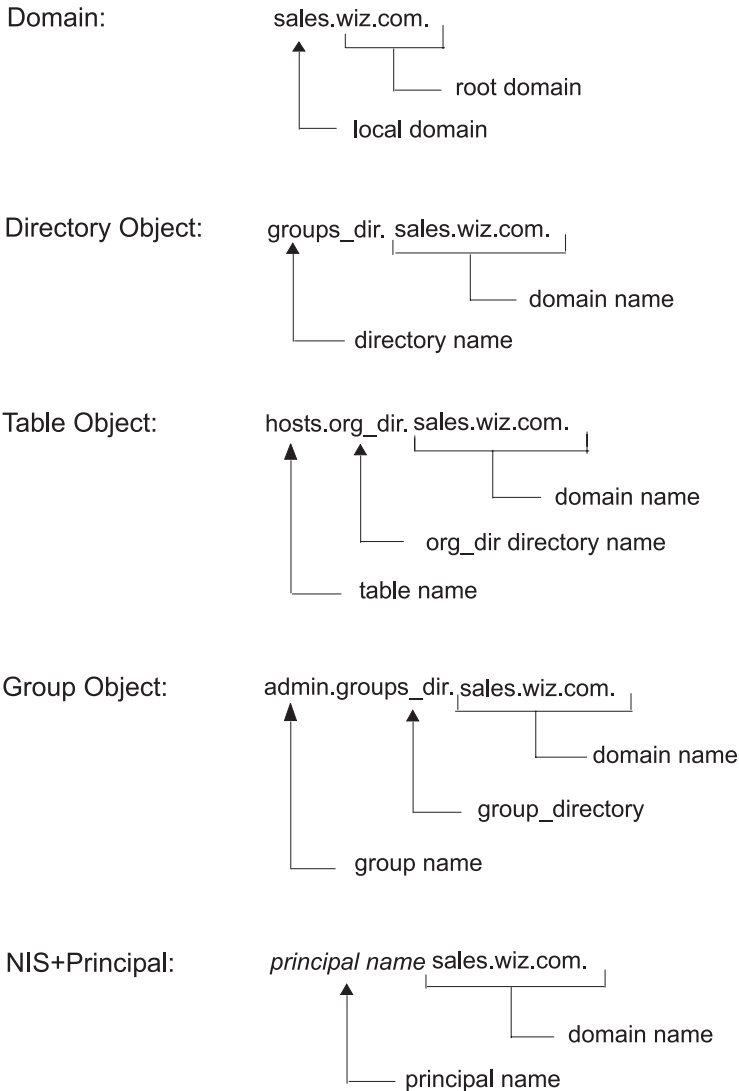 Domain: sales.wiz.com.
root domain
local domain
Directory Object: groups_dir. sales.wiz.com.
domain name
directory name
Table Object: hosts.org_dir. sales.wiz.com.
domain name
org_dir directory name
table name
Group Object: admin.groups_dir. sales.wiz.com.
domain name
group_directory
group name
NIS+Principal: principal name sales.wiz.com.
domain name
principal name